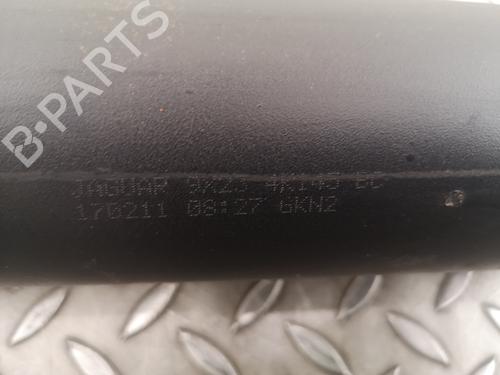 B-PARTS
JAGUAR 9X23 4K145 BC
170211 08:27 GKN2